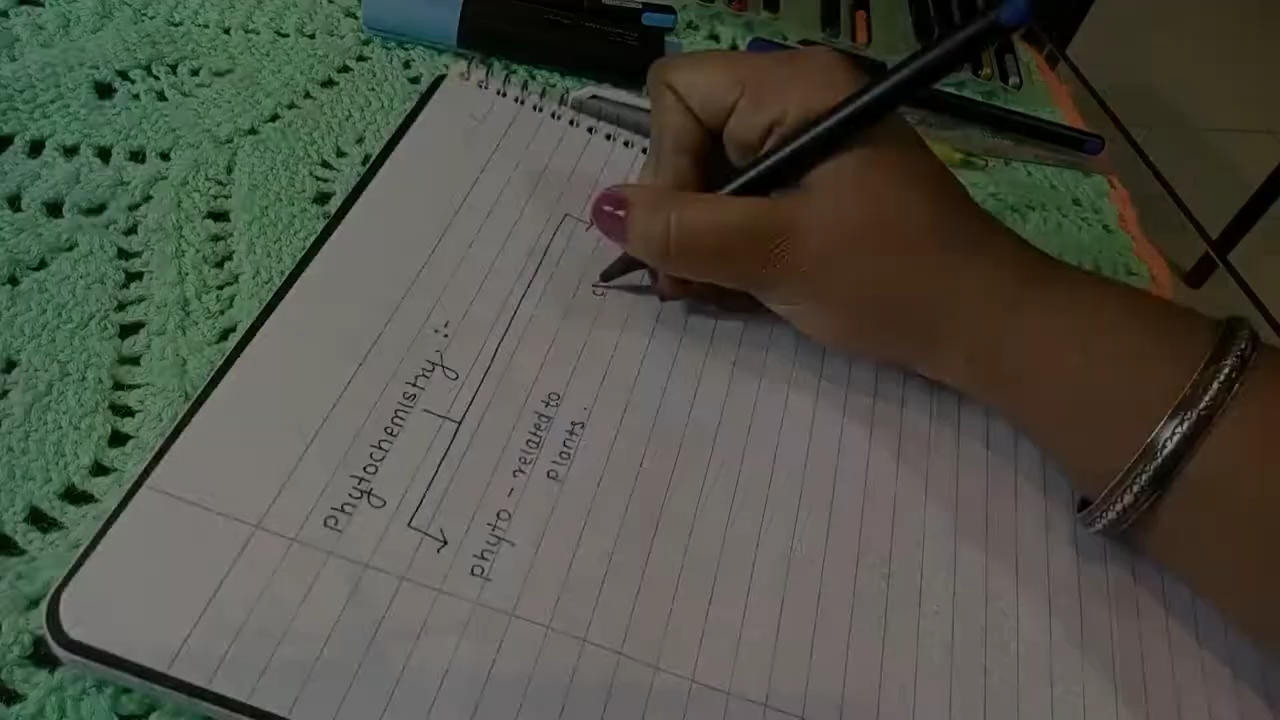 Phytochemistry :-
Phyto - related to
plants.
c